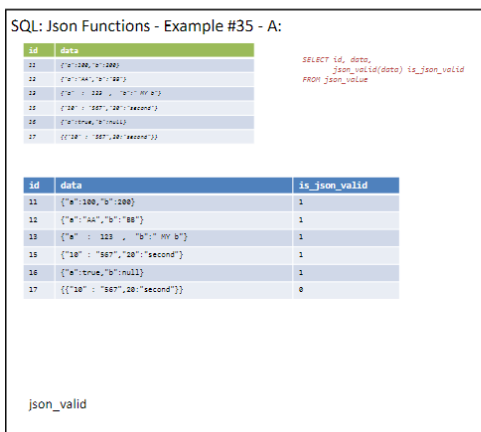 SQL: Json Functions - Example #35 - A:
id data
11 {"a":100,"b":200}
12 {"a":"AA","b":"BB"}
13 {"a" : 123 , "b":" MY b"}
15 {"10" : "567","20":"second"}
16 {"a":true,"b":null}
17 {{"10" : "567",20:"second"}}
SELECT id, data,
json_valid(data) is_json_valid
FROM json_value
id data is_json_valid
11 {"a":100,"b":200} 1
12 {"a":"AA","b":"BB"} 1
13 {"a" : 123 , "b":" MY b"} 1
15 {"10" : "567","20":"second"} 1
16 {"a":true,"b":null} 1
17 {{"10" : "567",20:"second"}} 0
json_valid